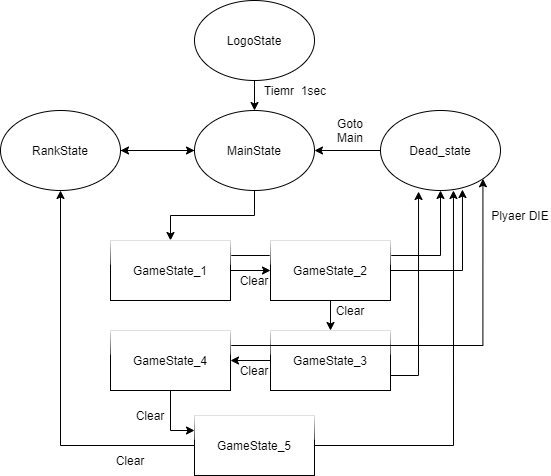 LogoState
Tiemr 1sec
Goto
Main
RankState
MainState
Dead_state
Plyaer DIE
GameState_1
GameState_2
Clear
Clear
GameState_4
GameState_3
Clear
Clear
GameState_5
Clear